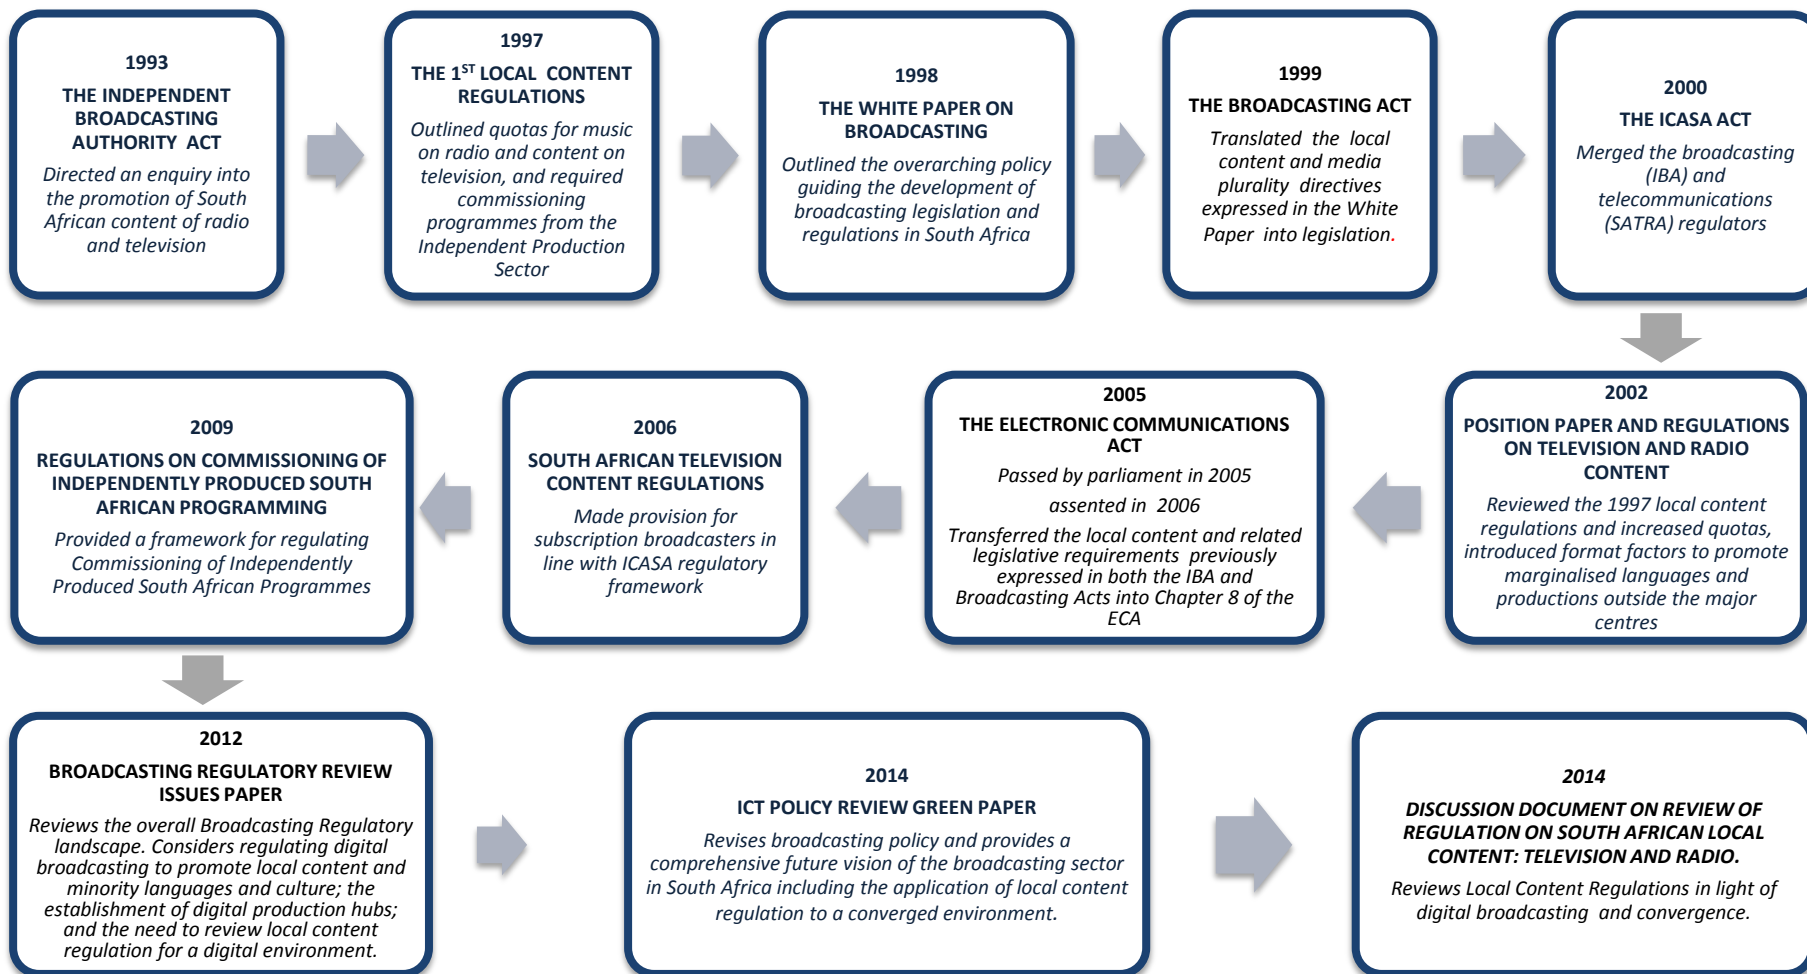 1993
THE INDEPENDENT
BROADCASTING
AUTHORITY ACT
Directed an enquiry into
the promotion of South
African content of radio
and television
1997
THE 1ST LOCAL CONTENT
REGULATIONS
Outlined quotas for music
on radio and content on
television, and required
commissioning
programmes from the
Independent Production
Sector
1998
THE WHITE PAPER ON
BROADCASTING
Outlined the overarching policy
guiding the development of
broadcasting legislation and
regulations in South Africa
1999
THE BROADCASTING ACT
Translated the local
content and media
plurality directives
expressed in the White
Paper into legislation.
2000
THE ICASA ACT
Merged the broadcasting
(IBA) and
telecommunications
(SATRA) regulators
2002
POSITION PAPER AND REGULATIONS
ON TELEVISION AND RADIO
CONTENT
Reviewed the 1997 local content
regulations and increased quotas,
introduced format factors to promote
marginalised languages and
productions outside the major
centres
2005
THE ELECTRONIC COMMUNICATIONS
ACT
Passed by parliament in 2005
assented in 2006
Transferred the local content and related
legislative requirements previously
expressed in both the IBA and
Broadcasting Acts into Chapter 8 of the
ECA
2006
SOUTH AFRICAN TELEVISION
CONTENT REGULATIONS
Made provision for
subscription broadcasters in
line with ICASA regulatory
framework
2009
REGULATIONS ON COMMISSIONING OF
INDEPENDENTLY PRODUCED SOUTH
AFRICAN PROGRAMMING
Provided a framework for regulating
Commissioning of Independently
Produced South African Programmes
2012
BROADCASTING REGULATORY REVIEW
ISSUES PAPER
Reviews the overall Broadcasting Regulatory
landscape. Considers regulating digital
broadcasting to promote local content and
minority languages and culture; the
establishment of digital production hubs;
and the need to review local content
regulation for a digital environment.
2014
ICT POLICY REVIEW GREEN PAPER
Revises broadcasting policy and provides a
comprehensive future vision of the broadcasting sector
in South Africa including the application of local content
regulation to a converged environment.
2014
DISCUSSION DOCUMENT ON REVIEW OF
REGULATION ON SOUTH AFRICAN LOCAL
CONTENT: TELEVISION AND RADIO.
Reviews Local Content Regulations in light of
digital broadcasting and convergence.